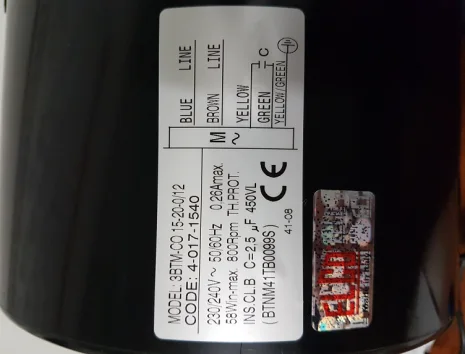 MODEL: 3BTM-CO 15-20-0/12
CODE: 4-017-1540
230/240V ~ 50/60Hz 0.26Amax.
58Win-max. 800Rpm TH.PROT.
INS.CL.B C=2.5 µF 450VL
(BTNM41TB0099S)
CE
41-08
M
~
BLUE LINE
BROWN LINE
YELLOW
C
GREEN
YELLOW/GREEN